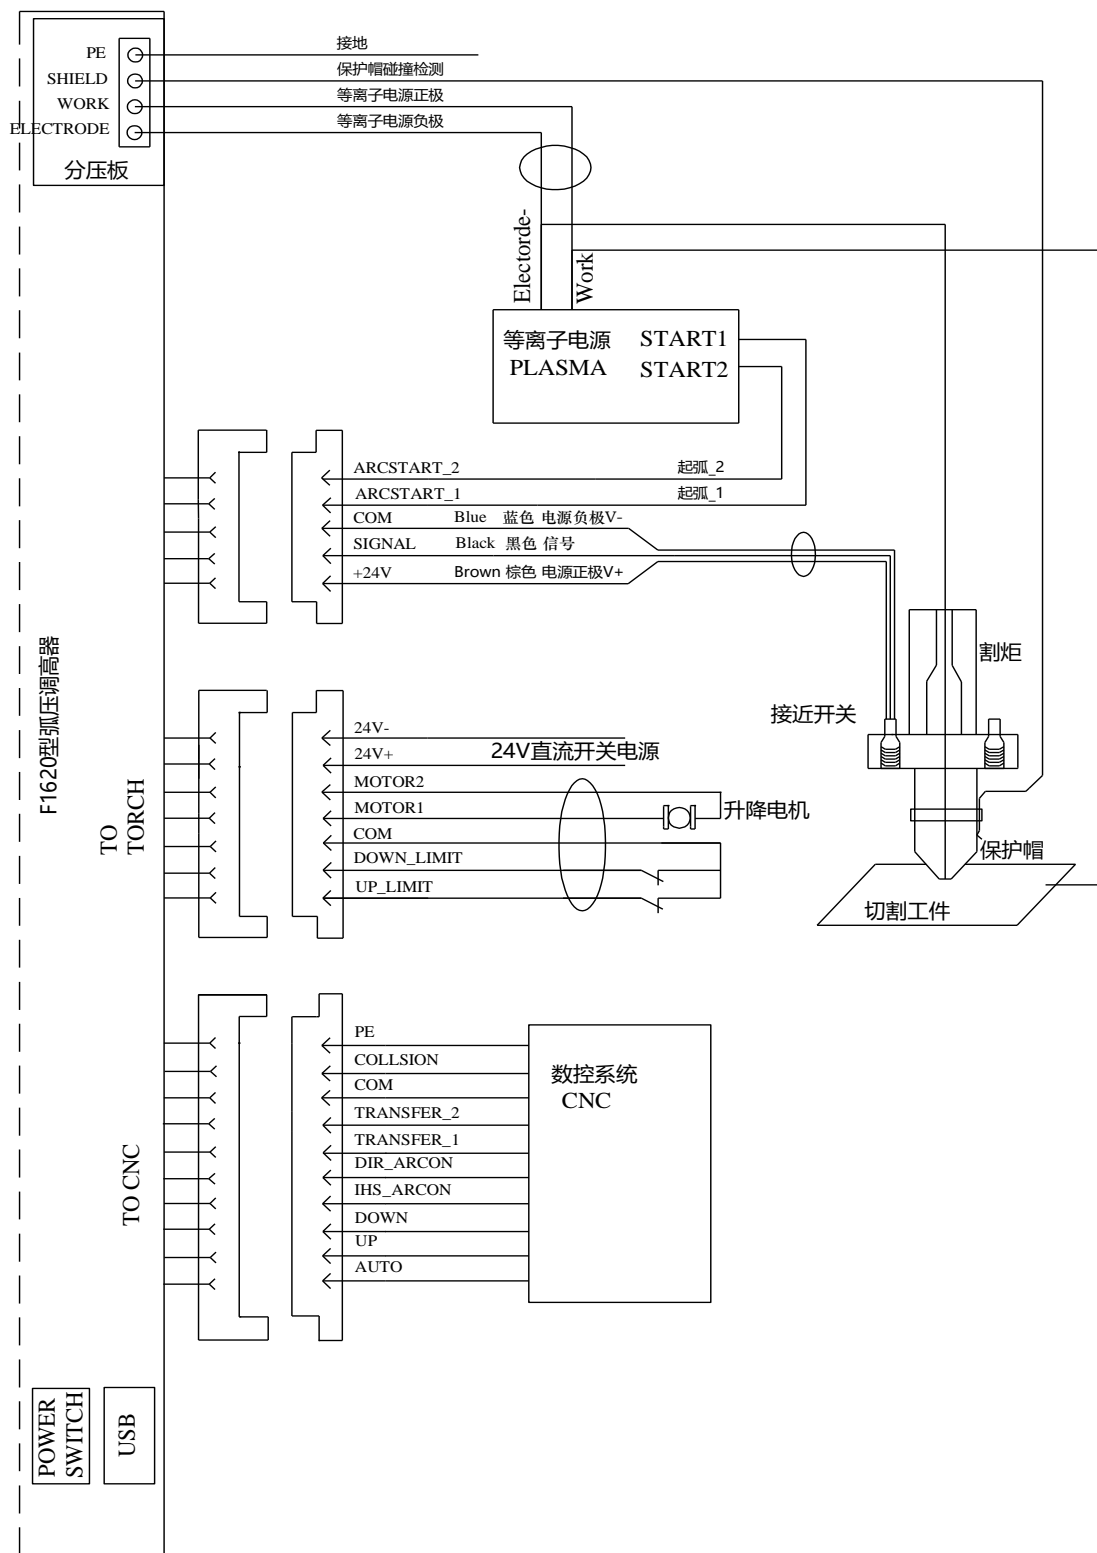 PE
接地
SHIELD
保护帽碰撞检测
WORK
等离子电源正极
ELECTRODE
等离子电源负极
分压板
Electorde-
Work
等离子电源
PLASMA
START1
START2
ARCSTART_2
起弧_2
ARCSTART_1
起弧_1
COM
Blue 蓝色 电源负极V-
SIGNAL
Black 黑色 信号
+24V
Brown 棕色 电源正极V+
F1620型弧压调高器
割炬
接近开关
24V-
24V+
24V直流开关电源
MOTOR2
MOTOR1
升降电机
COM
DOWN_LIMIT
UP_LIMIT
TO
TORCH
保护帽
切割工件
PE
COLLSION
COM
TRANSFER_2
TRANSFER_1
DIR_ARCON
IHS_ARCON
DOWN
UP
AUTO
数控系统
CNC
TO CNC
POWER
SWITCH
USB